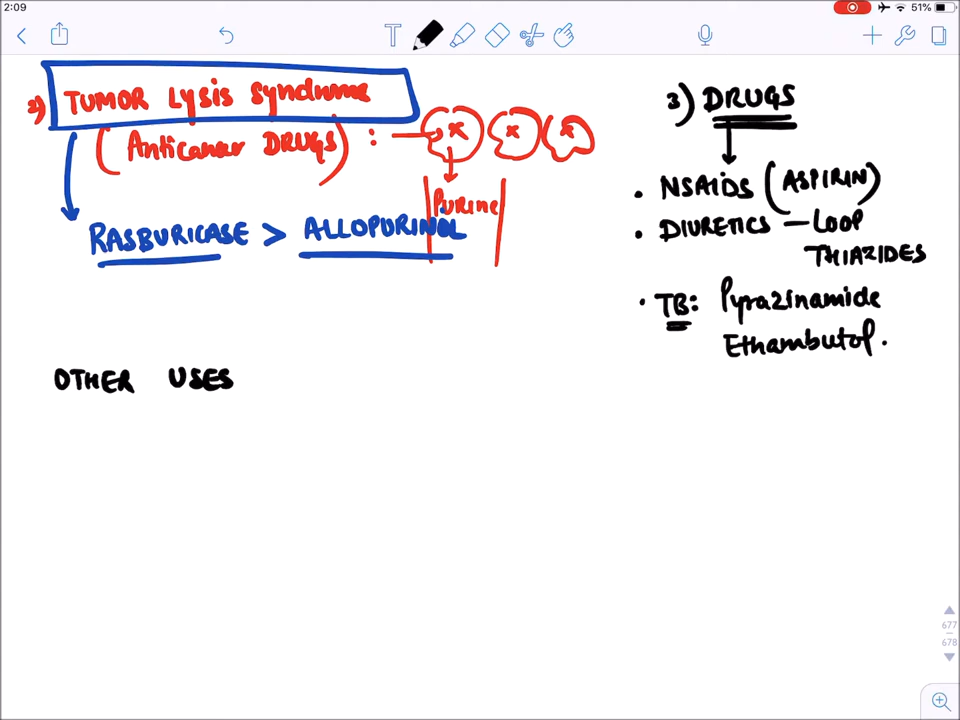 2:09
51%
T
2) TUMOR LYSIS SYNDROME
(Anticancer DRUGS) :
PURINE
RASBURICASE > ALLOPURINOL
OTHER USES
3) DRUGS
• NSAIDS (ASPIRIN)
• DIURETICS — LOOP
THIAZIDES
• TB: Pyrazinamide
Ethambutol.
677
678